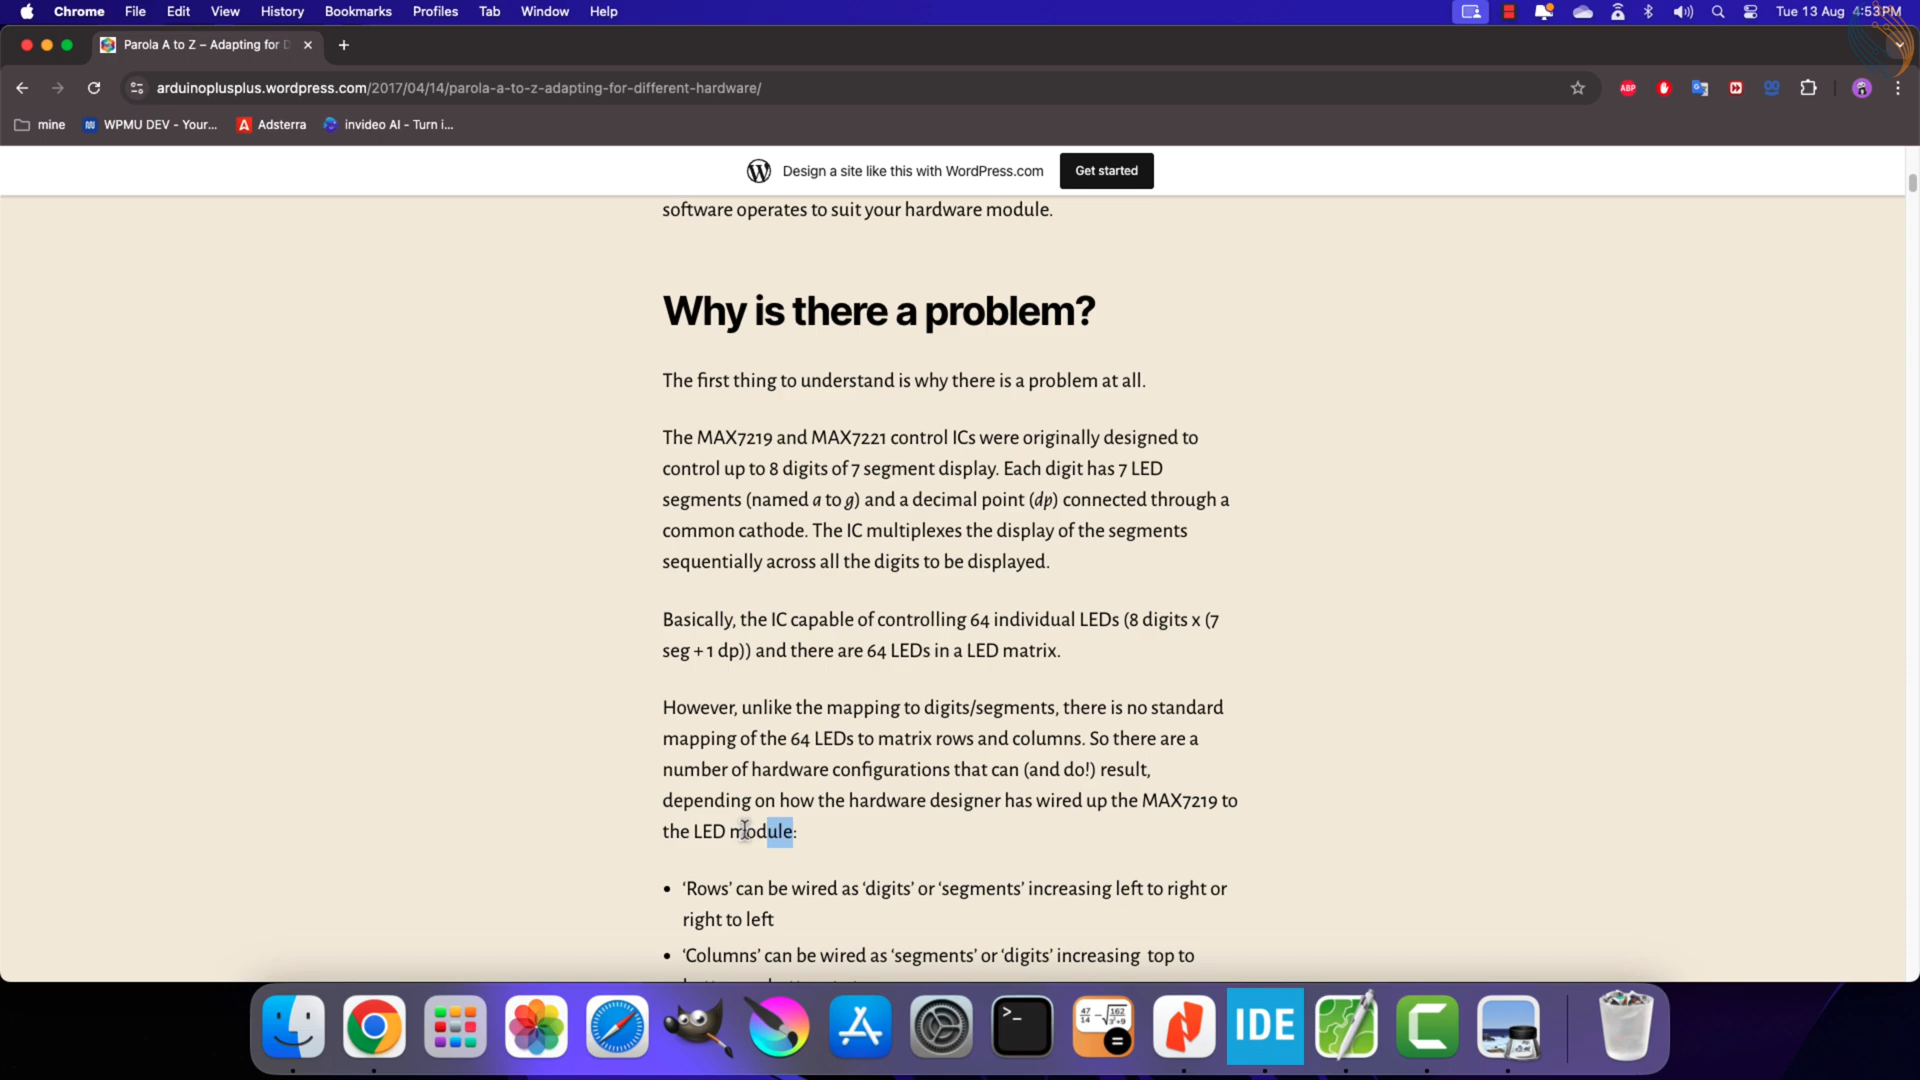 Chrome File Edit View History Bookmarks Profiles Tab Window Help Tue 13 Aug 4:53PM
Parola A to Z – Adapting for D
arduinoplusplus.wordpress.com/2017/04/14/parola-a-to-z-adapting-for-different-hardware/
ABP
mine WPMU DEV - Your... Adsterra invideo AI - Turn i...
Design a site like this with WordPress.com Get started
software operates to suit your hardware module.
Why is there a problem?
The first thing to understand is why there is a problem at all.
The MAX7219 and MAX7221 control ICs were originally designed to
control up to 8 digits of 7 segment display. Each digit has 7 LED
segments (named a to g) and a decimal point (dp) connected through a
common cathode. The IC multiplexes the display of the segments
sequentially across all the digits to be displayed.
Basically, the IC capable of controlling 64 individual LEDs (8 digits x (7
seg + 1 dp)) and there are 64 LEDs in a LED matrix.
However, unlike the mapping to digits/segments, there is no standard
mapping of the 64 LEDs to matrix rows and columns. So there are a
number of hardware configurations that can (and do!) result,
depending on how the hardware designer has wired up the MAX7219 to
the LED module:
• ‘Rows’ can be wired as ‘digits’ or ‘segments’ increasing left to right or
right to left
• ‘Columns’ can be wired as ‘segments’ or ‘digits’ increasing top to
IDE